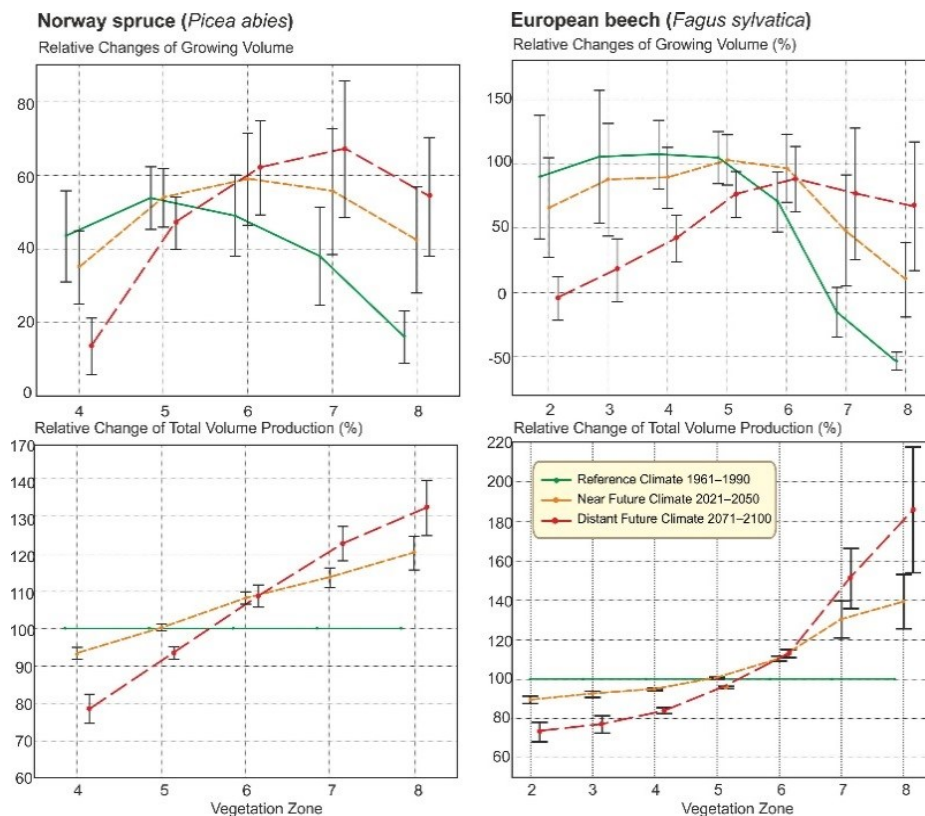 Norway spruce (Picea abies)
Relative Changes of Growing Volume
80
60
40
20
0
4 5 6 7 8
European beech (Fagus sylvatica)
Relative Changes of Growing Volume (%)
150
100
50
0
-50
2 3 4 5 6 7 8
Relative Change of Total Volume Production (%)
170
140
130
120
110
100
90
80
70
60
4 5 6 7 8
Vegetation Zone
Relative Change of Total Volume Production (%)
220
200
180
160
140
120
100
80
60
Reference Climate 1961–1990
Near Future Climate 2021–2050
Distant Future Climate 2071–2100
2 3 4 5 6 7 8
Vegetation Zone